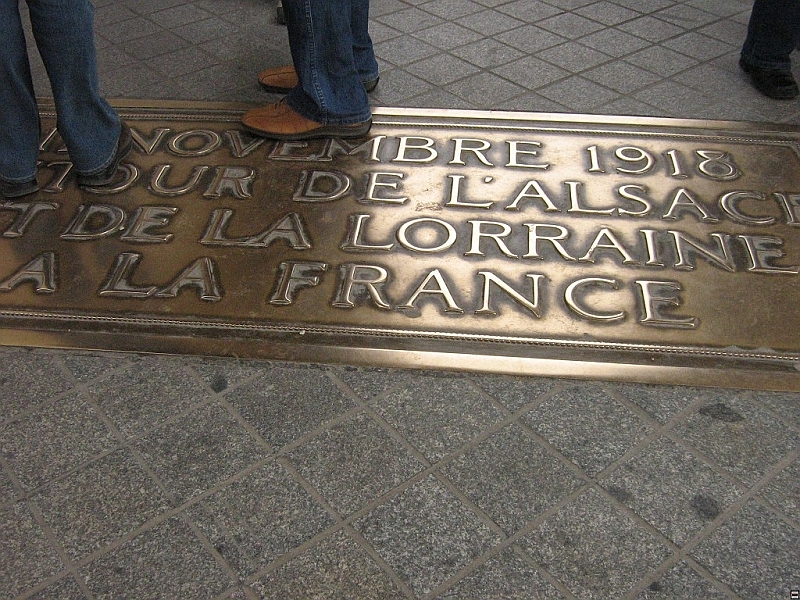 NOVEMBRE 1918
TOUR DE L'ALSACE
T DE LA LORRAINE
A LA FRANCE